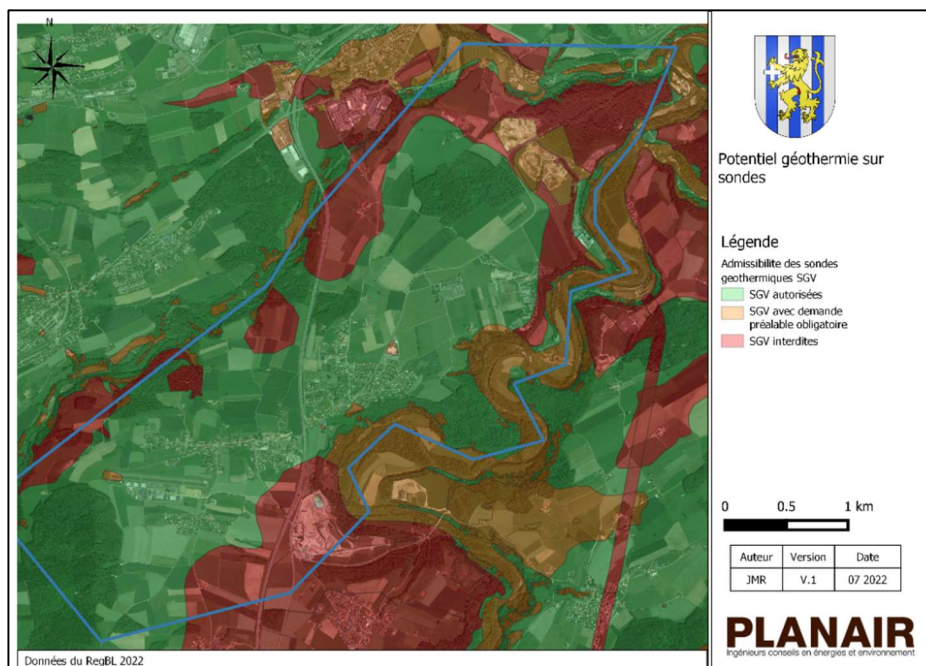 N
Potentiel géothermie sur
sondes
Légende
Admissibilite des sondes
geothermiques SGV
SGV autorisées
SGV avec demande
préalable obligatoire
SGV interdites
0 0.5 1 km
Auteur Version Date
JMR V.1 07 2022
PLANAIR
Ingénieurs conseils en énergies et environnement
Données du RegBL 2022